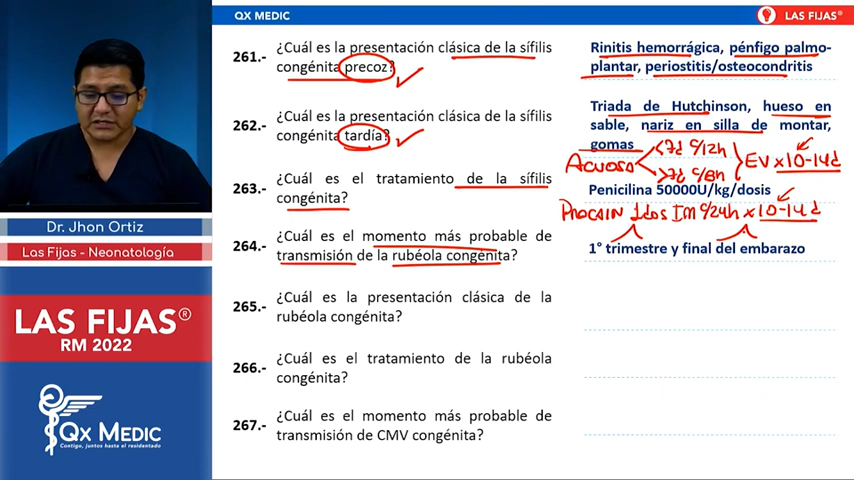 QX MEDIC
LAS FIJAS®
261.- ¿Cuál es la presentación clásica de la sífilis
congénita precoz?
Rinitis hemorrágica, pénfigo palmo-
plantar, periostitis/osteocondritis
262.- ¿Cuál es la presentación clásica de la sífilis
congénita tardía?
Triada de Hutchinson, hueso en
sable, nariz en silla de montar,
gomas
<7d c/12h
ACUOSA
>7d c/8h
EV x 10-14d
263.- ¿Cuál es el tratamiento de la sífilis
congénita?
Penicilina 50000U/kg/dosis
PROCAIN 1dos IM c/24h x 10-14d
264.- ¿Cuál es el momento más probable de
transmisión de la rubéola congénita?
1° trimestre y final del embarazo
265.- ¿Cuál es la presentación clásica de la
rubéola congénita?
266.- ¿Cuál es el tratamiento de la rubéola
congénita?
267.- ¿Cuál es el momento más probable de
transmisión de CMV congénita?
Dr. Jhon Ortiz
Las Fijas - Neonatología
LAS FIJAS®
RM 2022
QX MEDIC
Contigo, juntos hasta el residentado